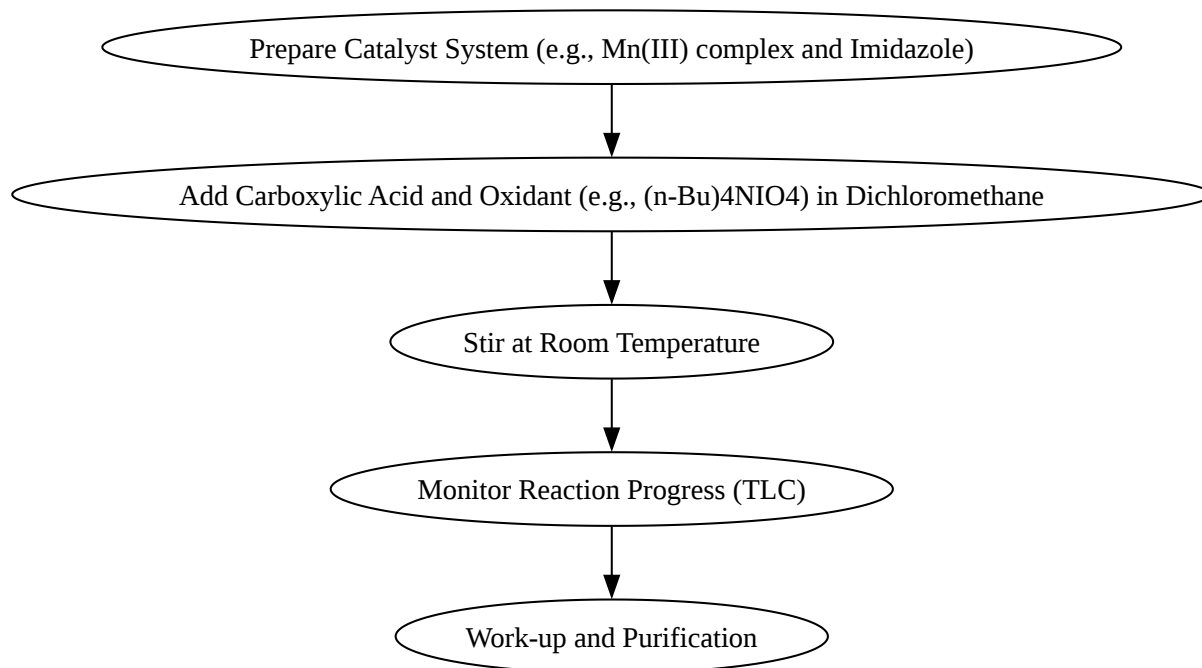 Prepare Catalyst System (e.g., Mn(III) complex and Imidazole)
Add Carboxylic Acid and Oxidant (e.g., (n-Bu)4NIO4) in Dichloromethane
Stir at Room Temperature
Monitor Reaction Progress (TLC)
Work-up and Purification